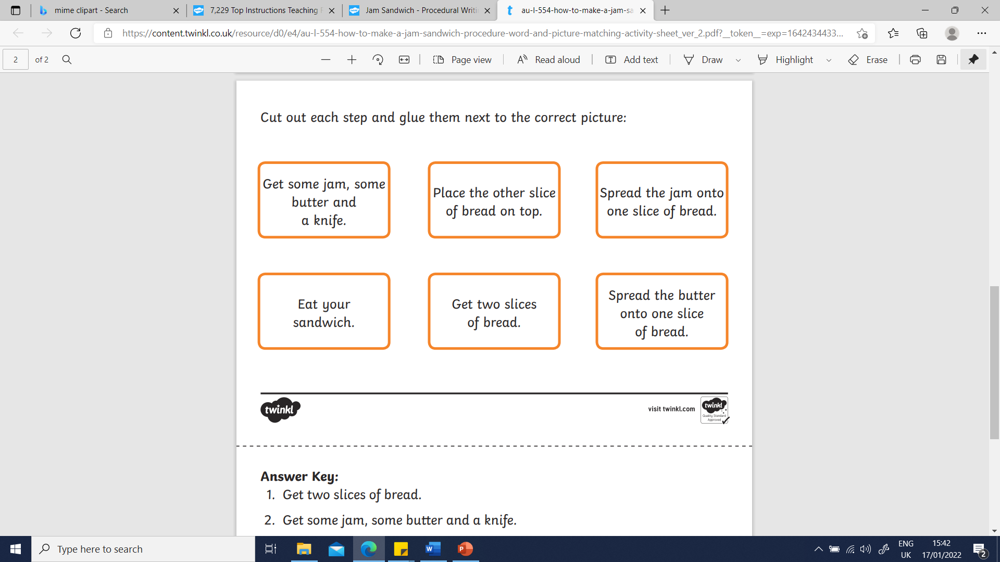 mime clipart - Search
7,229 Top Instructions Teaching
Jam Sandwich - Procedural Writi
au-l-554-how-to-make-a-jam-sa
https://content.twinkl.co.uk/resource/d0/e4/au-l-554-how-to-make-a-jam-sandwich-procedure-word-and-picture-matching-activity-sheet_ver_2.pdf?__token__=exp=1642434433...
2 of 2
Page view
Read aloud
Add text
Draw
Highlight
Erase
Cut out each step and glue them next to the correct picture:
Get some jam, some
butter and
a knife.
Place the other slice
of bread on top.
Spread the jam onto
one slice of bread.
Eat your
sandwich.
Get two slices
of bread.
Spread the butter
onto one slice
of bread.
twinkl
visit twinkl.com
twinkl
Quality Standard
Approved
Answer Key:
1. Get two slices of bread.
2. Get some jam, some butter and a knife.
Type here to search
ENG
UK
15:42
17/01/2022
2